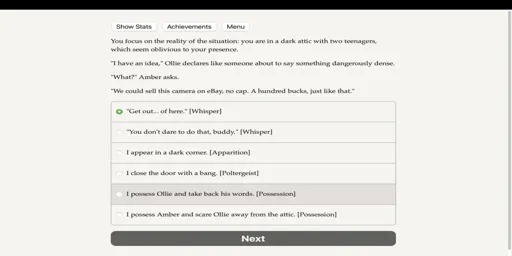 Show Stats Achievements Menu
You focus on the reality of the situation: you are in a dark attic with two teenagers,
which seem oblivious to your presence.
"I have an idea," Ollie declares like someone about to say something dangerously dense.
"What?" Amber asks.
"We could sell this camera on eBay, no cap. A hundred bucks, just like that."
"Get out... of here." [Whisper]
"You don't dare to do that, buddy." [Whisper]
I appear in a dark corner. [Apparition]
I close the door with a bang. [Poltergeist]
I possess Ollie and take back his words. [Possession]
I possess Amber and scare Ollie away from the attic. [Possession]
Next